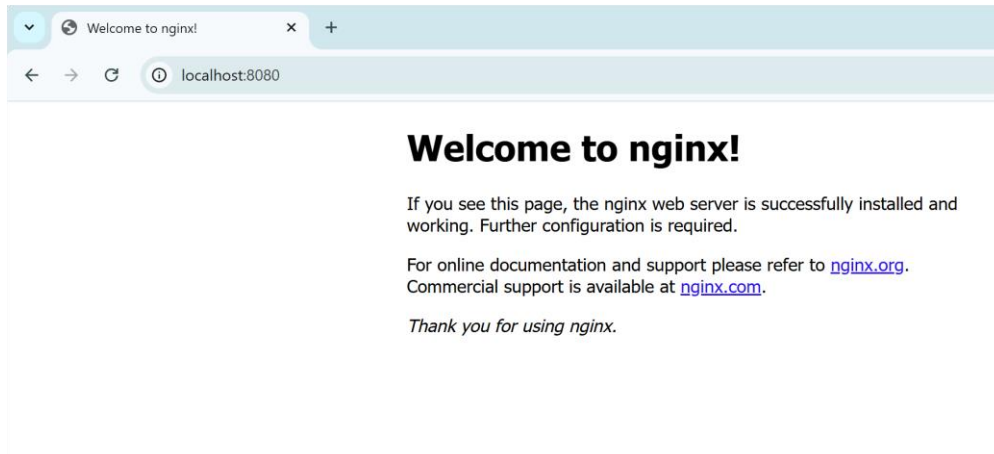 Welcome to nginx!
localhost:8080
Welcome to nginx!
If you see this page, the nginx web server is successfully installed and
working. Further configuration is required.
For online documentation and support please refer to nginx.org.
Commercial support is available at nginx.com.
Thank you for using nginx.